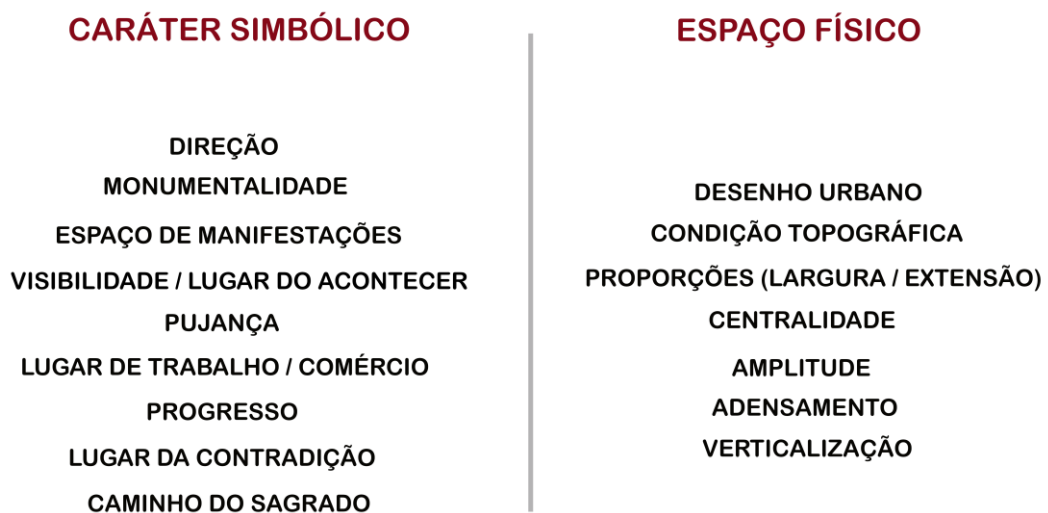 CARÁTER SIMBÓLICO
DIREÇÃO
MONUMENTALIDADE
ESPAÇO DE MANIFESTAÇÕES
VISIBILIDADE / LUGAR DO ACONTECER
PUJANÇA
LUGAR DE TRABALHO / COMÉRCIO
PROGRESSO
LUGAR DA CONTRADIÇÃO
CAMINHO DO SAGRADO
ESPAÇO FÍSICO
DESENHO URBANO
CONDIÇÃO TOPOGRÁFICA
PROPORÇÕES (LARGURA / EXTENSÃO)
CENTRALIDADE
AMPLITUDE
ADENSAMENTO
VERTICALIZAÇÃO